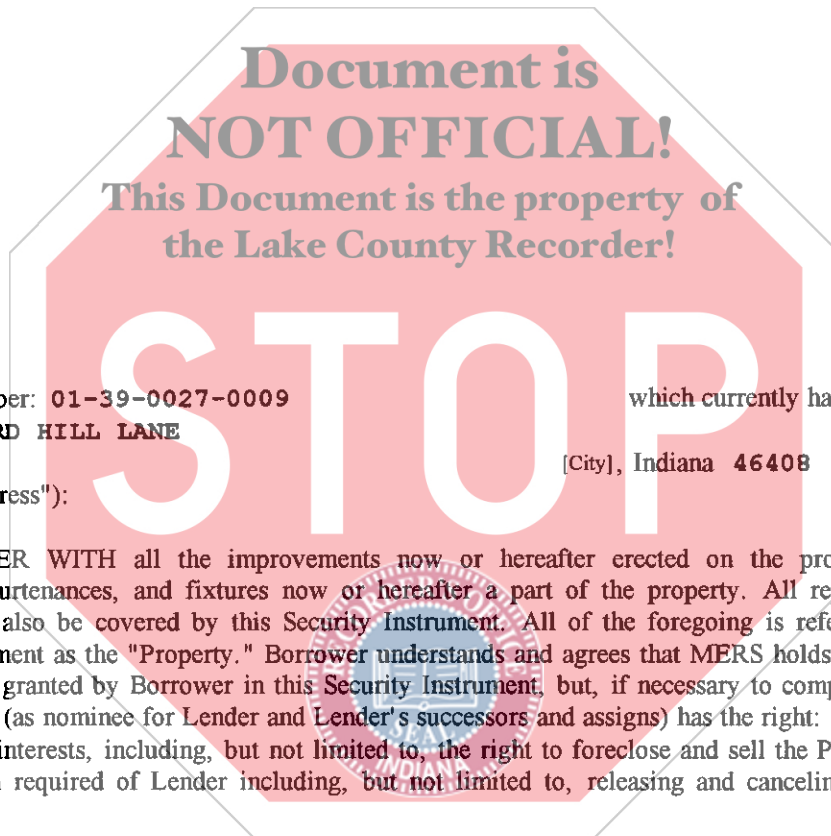 Document is
NOT OFFICIAL!
This Document is the property of
the Lake County Recorder!
STOP
ber: 01-39-0027-0009 which currently ha
RD HILL LANE
[City], Indiana 46408
ress"):
ER WITH all the improvements now or hereafter erected on the pro
urtenances, and fixtures now or hereafter a part of the property. All re
also be covered by this Security Instrument. All of the foregoing is refe
ment as the "Property." Borrower understands and agrees that MERS holds
granted by Borrower in this Security Instrument, but, if necessary to comp
(as nominee for Lender and Lender's successors and assigns) has the right:
interests, including, but not limited to, the right to foreclose and sell the P
n required of Lender including, but not limited to, releasing and cancelin
RECORDER'S OFFICE
SEAL
INDIANA